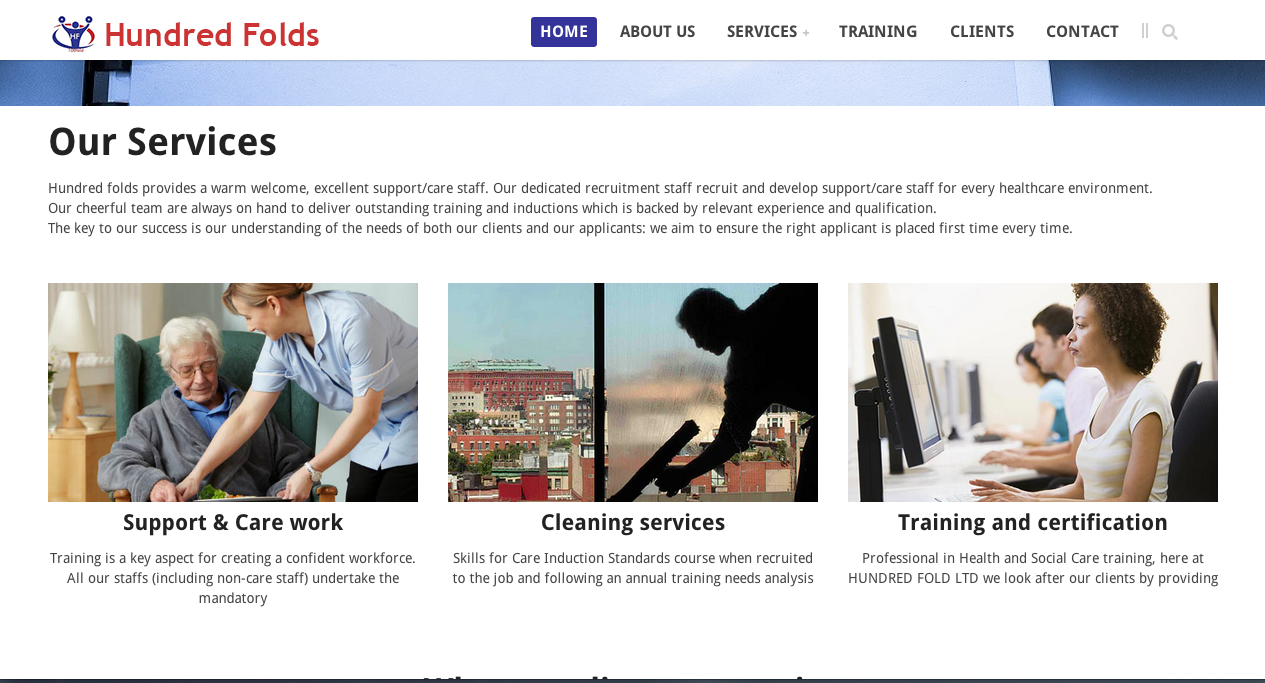 HF
Hundred Folds
HOME ABOUT US SERVICES + TRAINING CLIENTS CONTACT
Our Services
Hundred folds provides a warm welcome, excellent support/care staff. Our dedicated recruitment staff recruit and develop support/care staff for every healthcare environment.
Our cheerful team are always on hand to deliver outstanding training and inductions which is backed by relevant experience and qualification.
The key to our success is our understanding of the needs of both our clients and our applicants: we aim to ensure the right applicant is placed first time every time.
Support & Care work
Training is a key aspect for creating a confident workforce.
All our staffs (including non-care staff) undertake the
mandatory
Cleaning services
Skills for Care Induction Standards course when recruited
to the job and following an annual training needs analysis
Training and certification
Professional in Health and Social Care training, here at
HUNDRED FOLD LTD we look after our clients by providing